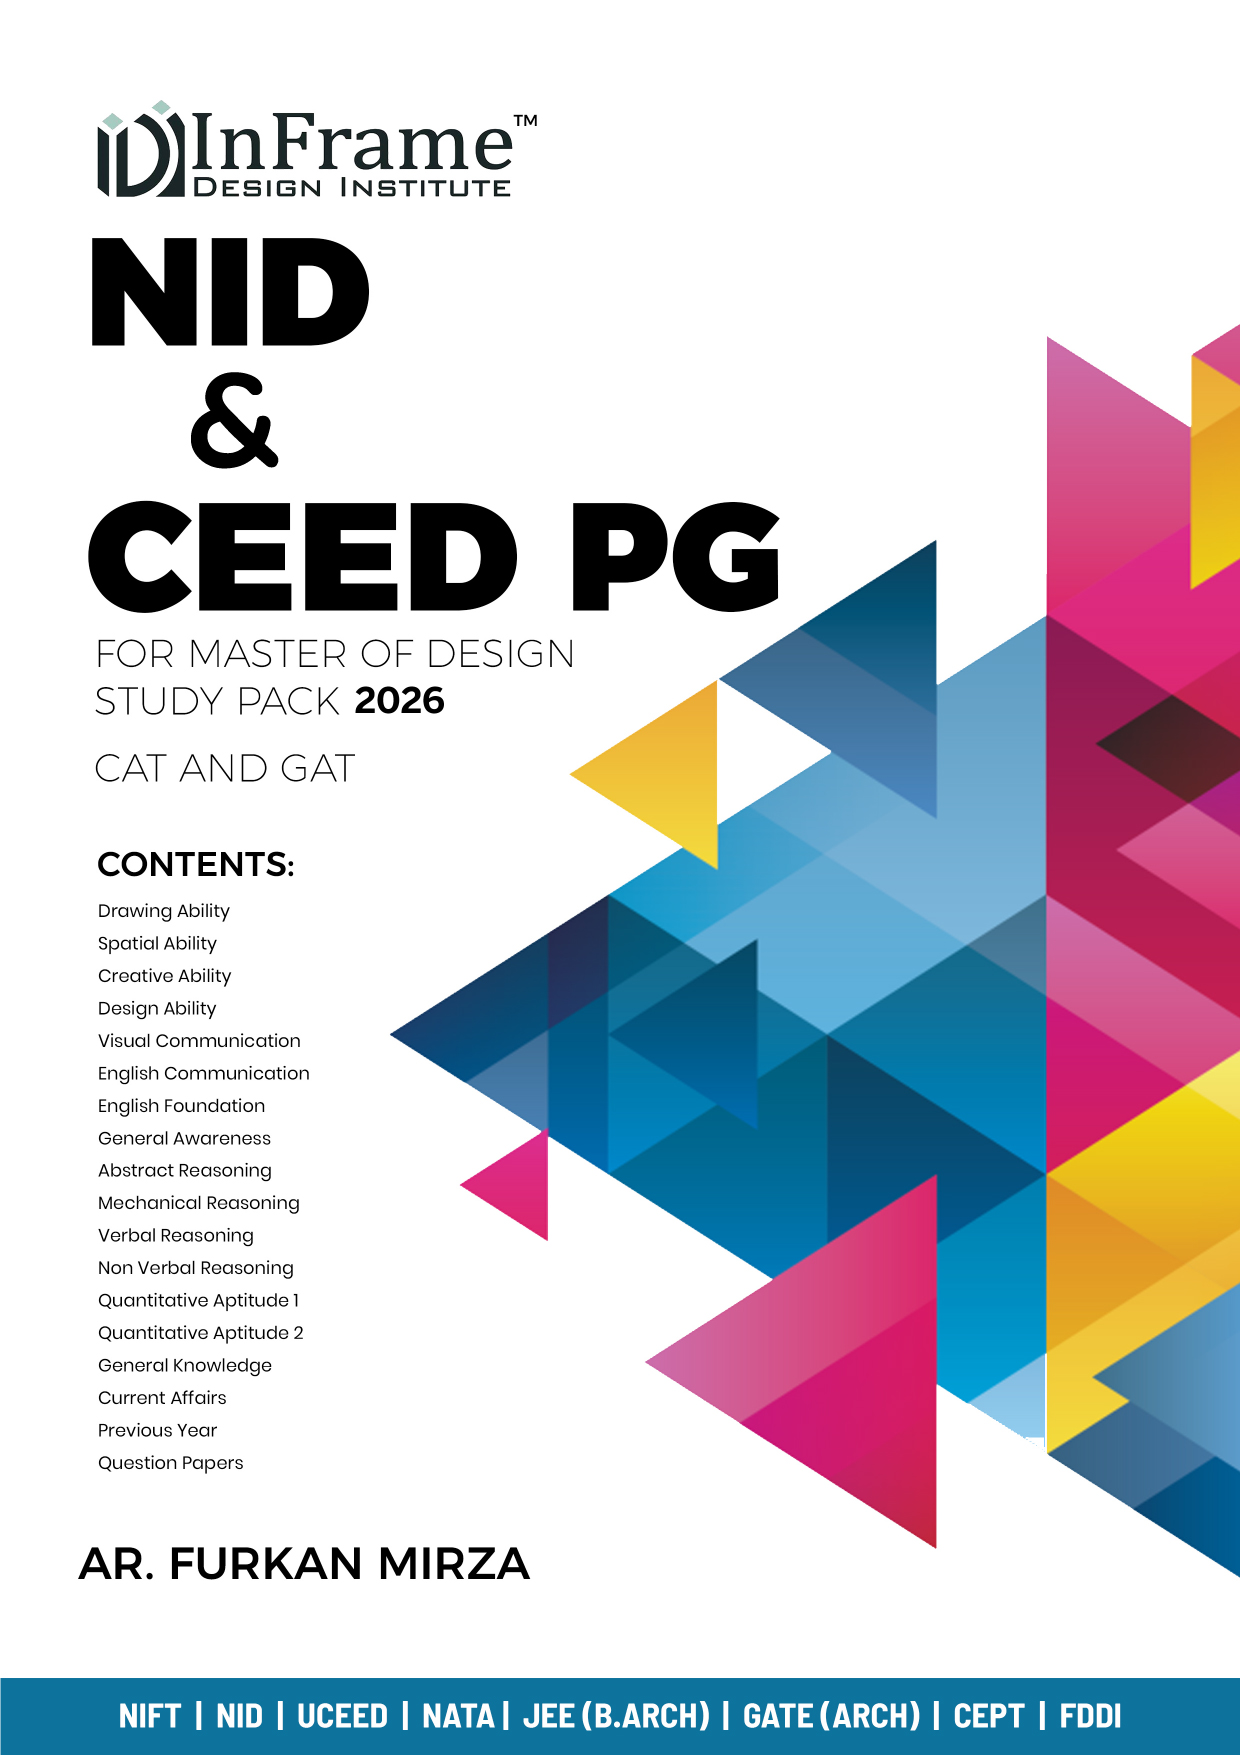 InFrame™
DESIGN INSTITUTE
NID
&
CEED PG
FOR MASTER OF DESIGN
STUDY PACK 2026
CAT AND GAT
CONTENTS:
Drawing Ability
Spatial Ability
Creative Ability
Design Ability
Visual Communication
English Communication
English Foundation
General Awareness
Abstract Reasoning
Mechanical Reasoning
Verbal Reasoning
Non Verbal Reasoning
Quantitative Aptitude 1
Quantitative Aptitude 2
General Knowledge
Current Affairs
Previous Year
Question Papers
AR. FURKAN MIRZA
NIFT | NID | UCEED | NATA | JEE (B.ARCH) | GATE (ARCH) | CEPT | FDDI